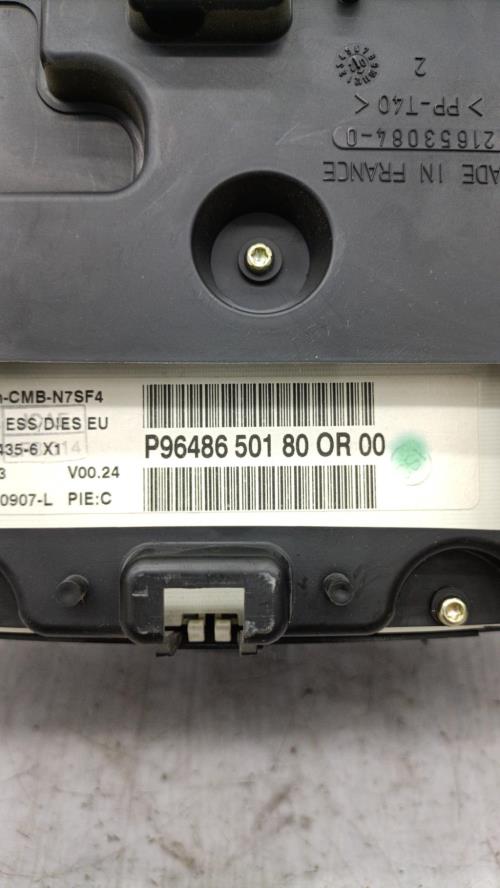 2
> PP-T40 <
21653084-0
ADE IN FRANCE
-CMB-N7SF4
ESS/DIES EU
435-6 X1
3 V00.24
0907-L PIE:C
P96486 501 80 OR 00